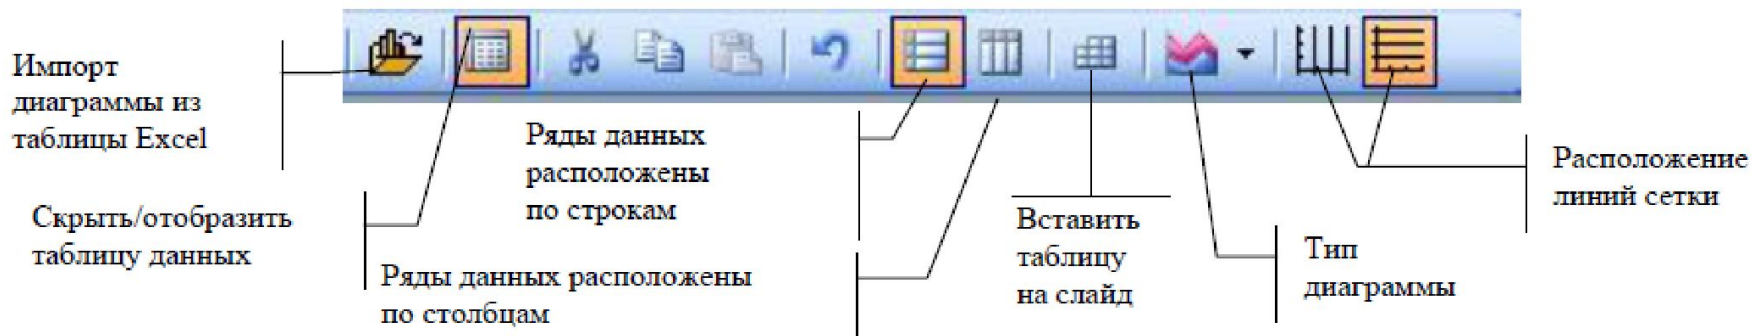 Импорт
диаграммы из
таблицы Excel
Скрыть/отобразить
таблицу данных
Ряды данных
расположены
по строкам
Ряды данных расположены
по столбцам
Вставить
таблицу
на слайд
Тип
диаграммы
Расположение
линий сетки